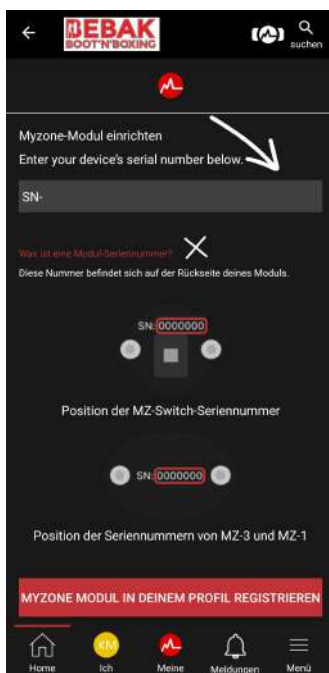 BEBAK
BOOT'N'BOXING
suchen
Myzone-Modul einrichten
Enter your device's serial number below.
SN-
Was ist eine Modul-Seriennummer?
Diese Nummer befindet sich auf der Rückseite deines Moduls.
SN:0000000
Position der MZ-Switch-Seriennummer
SN:0000000
Position der Seriennummern von MZ-3 und MZ-1
MYZONE MODUL IN DEINEM PROFIL REGISTRIEREN
KM
Home Ich Meine Meldungen Menü